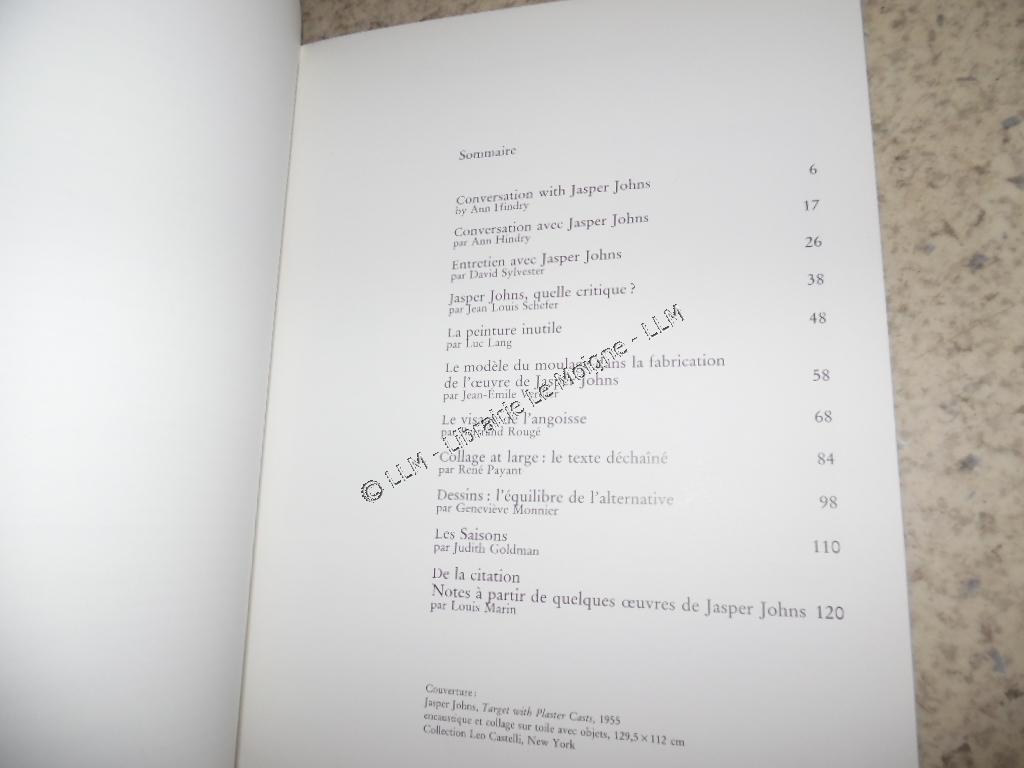 Sommaire
Conversation with Jasper Johns 6
by Ann Hindry
Conversation avec Jasper Johns 17
par Ann Hindry
Entretien avec Jasper Johns 26
par David Sylvester
Jasper Johns, quelle critique ? 38
par Jean Louis Schefer
La peinture inutile 48
par Luc Lang
Le modèle du moulage dans la fabrication
de l'œuvre de Jasper Johns 58
par Jean-Émile
Le visage de l'angoisse 68
par Bertrand Rougé
Collage at large : le texte déchaîné 84
par René Payant
Dessins : l'équilibre de l'alternative 98
par Geneviève Monnier
Les Saisons 110
par Judith Goldman
De la citation
Notes à partir de quelques œuvres de Jasper Johns 120
par Louis Marin
Couverture :
Jasper Johns, Target with Plaster Casts, 1955
encaustique et collage sur toile avec objets, 129,5 × 112 cm
Collection Leo Castelli, New York
© LLM - Librairie Le Moigne - LLM